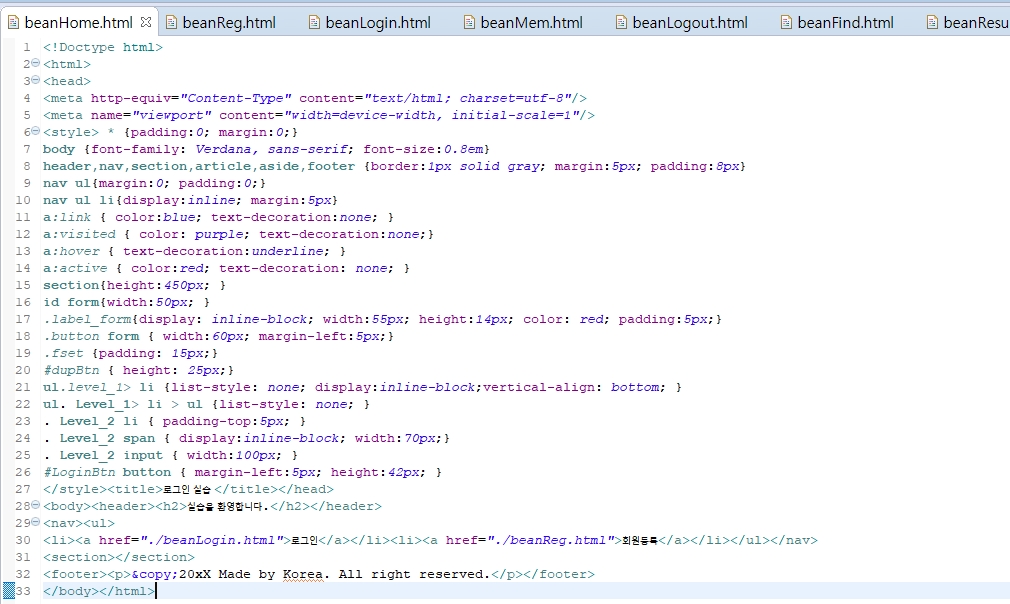 beanHome.html beanReg.html beanLogin.html beanMem.html beanLogout.html beanFind.html beanResu
1 <!Doctype html>
2 <html>
3 <head>
4 <meta http-equiv="Content-Type" content="text/html; charset=utf-8"/>
5 <meta name="viewport" content="width=device-width, initial-scale=1"/>
6 <style> * {padding:0; margin:0;}
7 body {font-family: Verdana, sans-serif; font-size:0.8em}
8 header,nav,section,article,aside,footer {border:1px solid gray; margin:5px; padding:8px}
9 nav ul{margin:0; padding:0;}
10 nav ul li{display:inline; margin:5px}
11 a:link { color:blue; text-decoration:none; }
12 a:visited { color: purple; text-decoration:none;}
13 a:hover { text-decoration:underline; }
14 a:active { color:red; text-decoration: none; }
15 section{height:450px; }
16 id form{width:50px; }
17 .label_form{display: inline-block; width:55px; height:14px; color: red; padding:5px;}
18 .button form { width:60px; margin-left:5px;}
19 .fset {padding: 15px;}
20 #dupBtn { height: 25px;}
21 ul.level_1> li {list-style: none; display:inline-block;vertical-align: bottom; }
22 ul. Level_1> li > ul {list-style: none; }
23 . Level_2 li { padding-top:5px; }
24 . Level_2 span { display:inline-block; width:70px;}
25 . Level_2 input { width:100px; }
26 #LoginBtn button { margin-left:5px; height:42px; }
27 </style><title>로그인 실습</title></head>
28 <body><header><h2>실습을 환영합니다.</h2></header>
29 <nav><ul>
30 <li><a href="./beanLogin.html">로그인</a></li><li><a href="./beanReg.html">회원등록</a></li></ul></nav>
31 <section></section>
32 <footer><p>&copy;20xX Made by Korea. All right reserved.</p></footer>
33 </body></html>